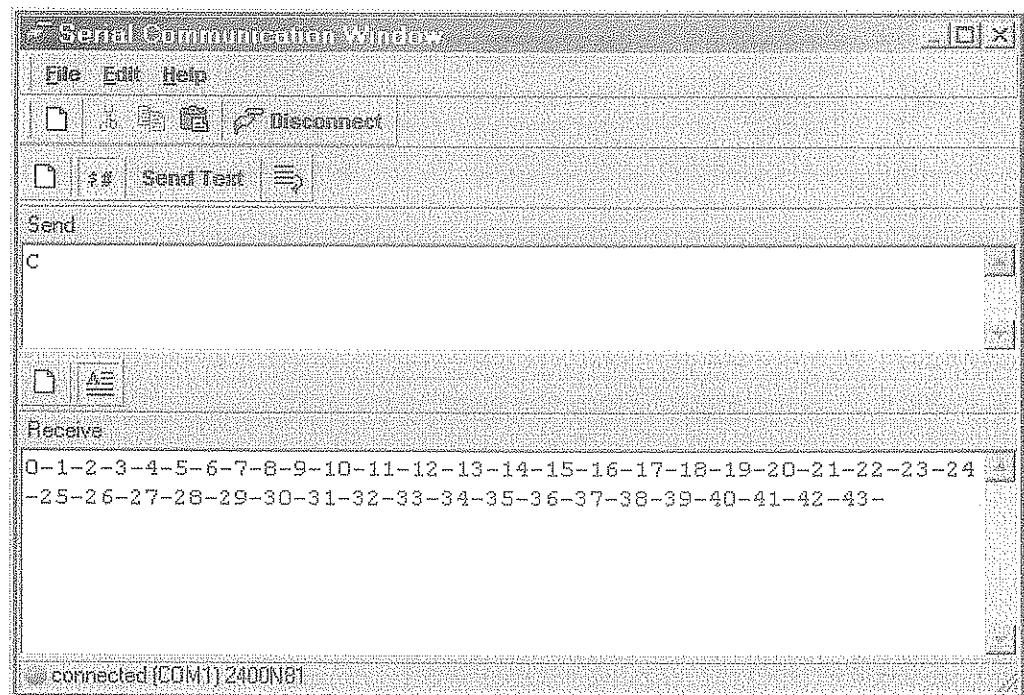 Serial Communication Window
File Edit Help
Disconnect
$# Send Text
Send
C
Receive
0-1-2-3-4-5-6-7-8-9-10-11-12-13-14-15-16-17-18-19-20-21-22-23-24
-25-26-27-28-29-30-31-32-33-34-35-36-37-38-39-40-41-42-43-
connected (COM1) 2400N81